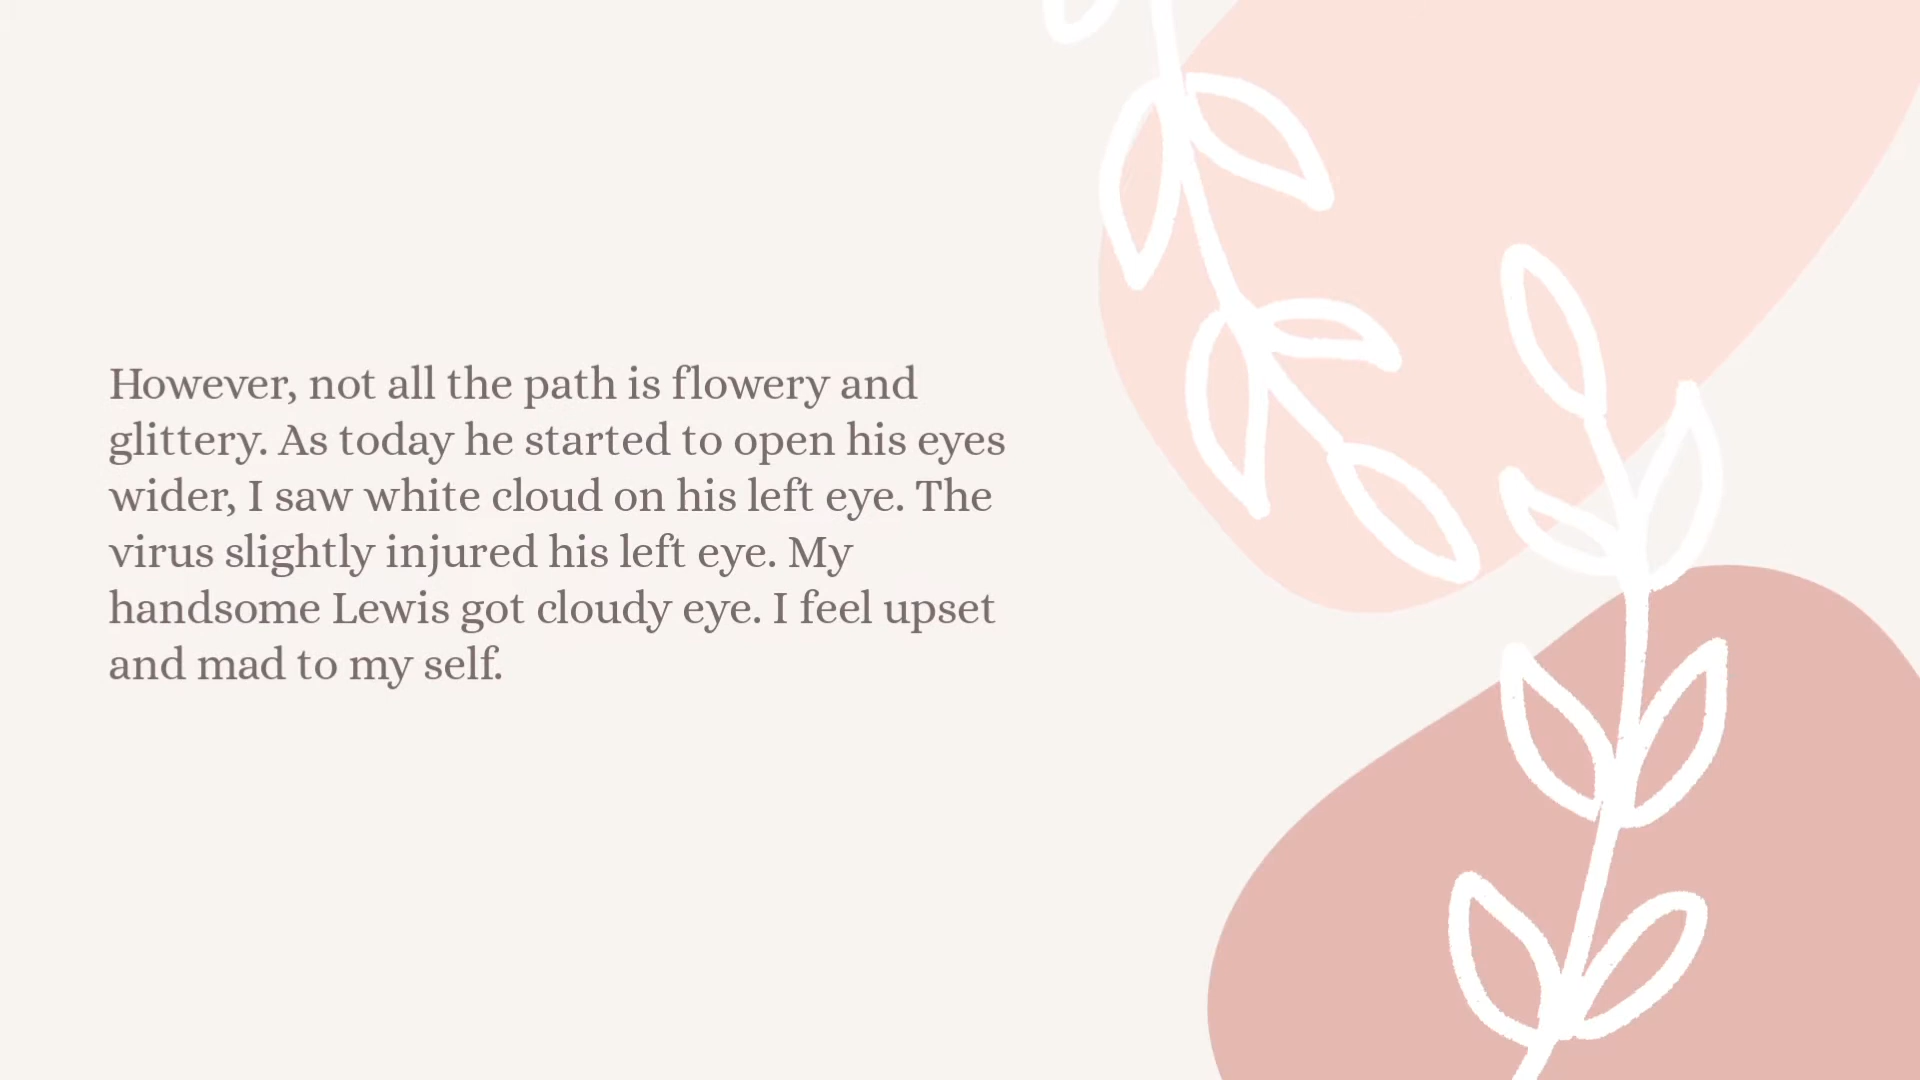 However, not all the path is flowery and
glittery. As today he started to open his eyes
wider, I saw white cloud on his left eye. The
virus slightly injured his left eye. My
handsome Lewis got cloudy eye. I feel upset
and mad to my self.